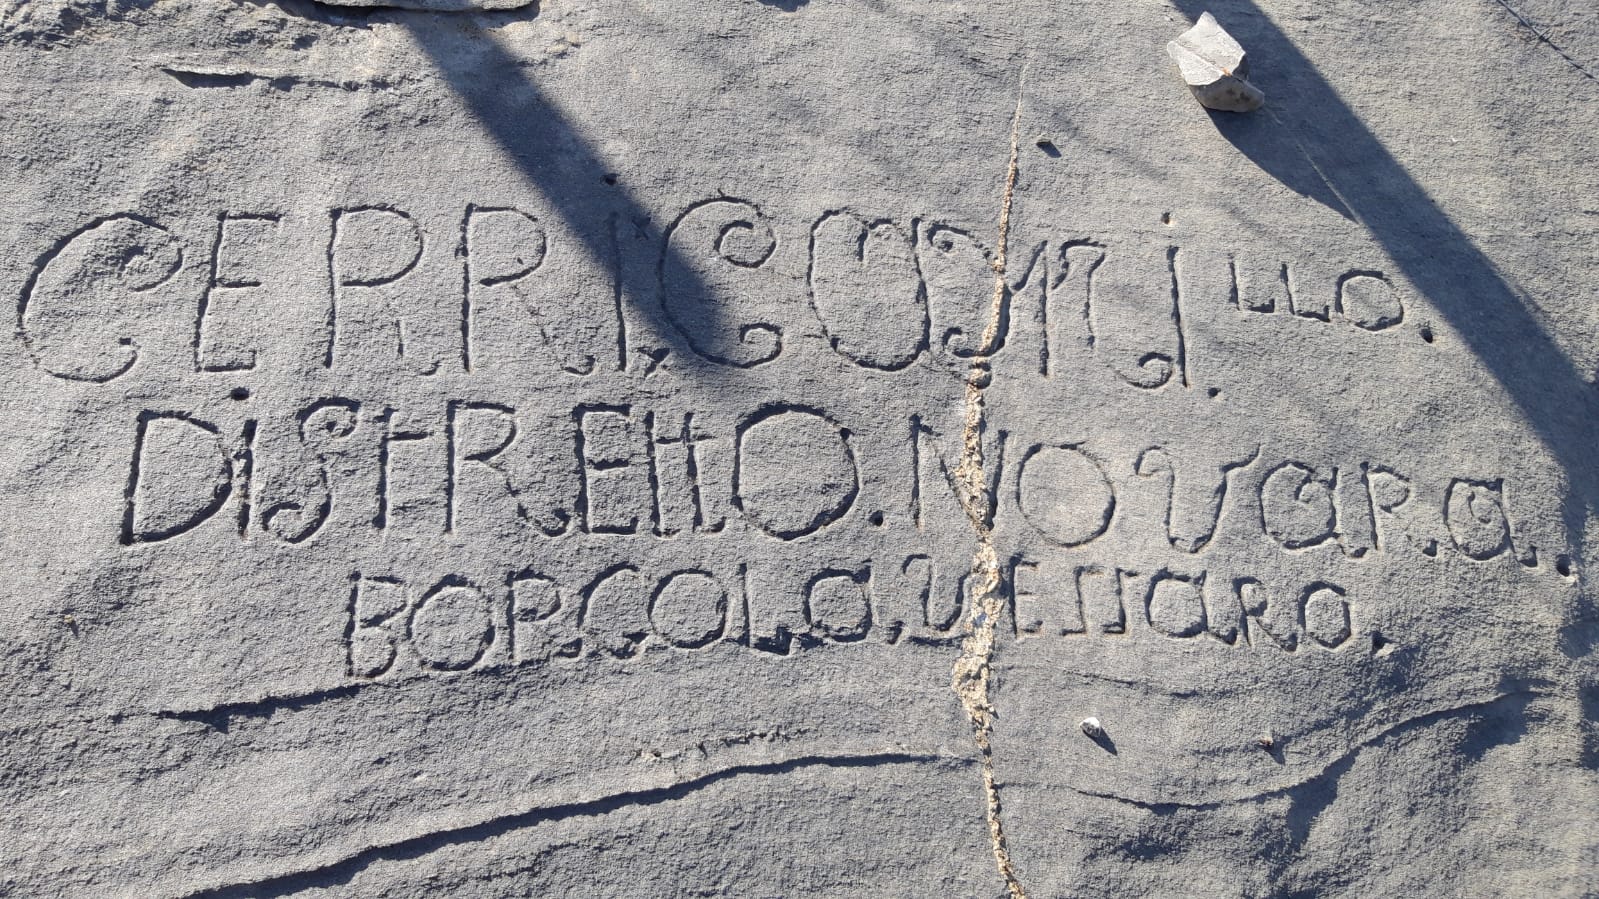 CERRI CAMILLO.
DiSTRETTO. NOVARA.
BORGOLAVEZZARO.